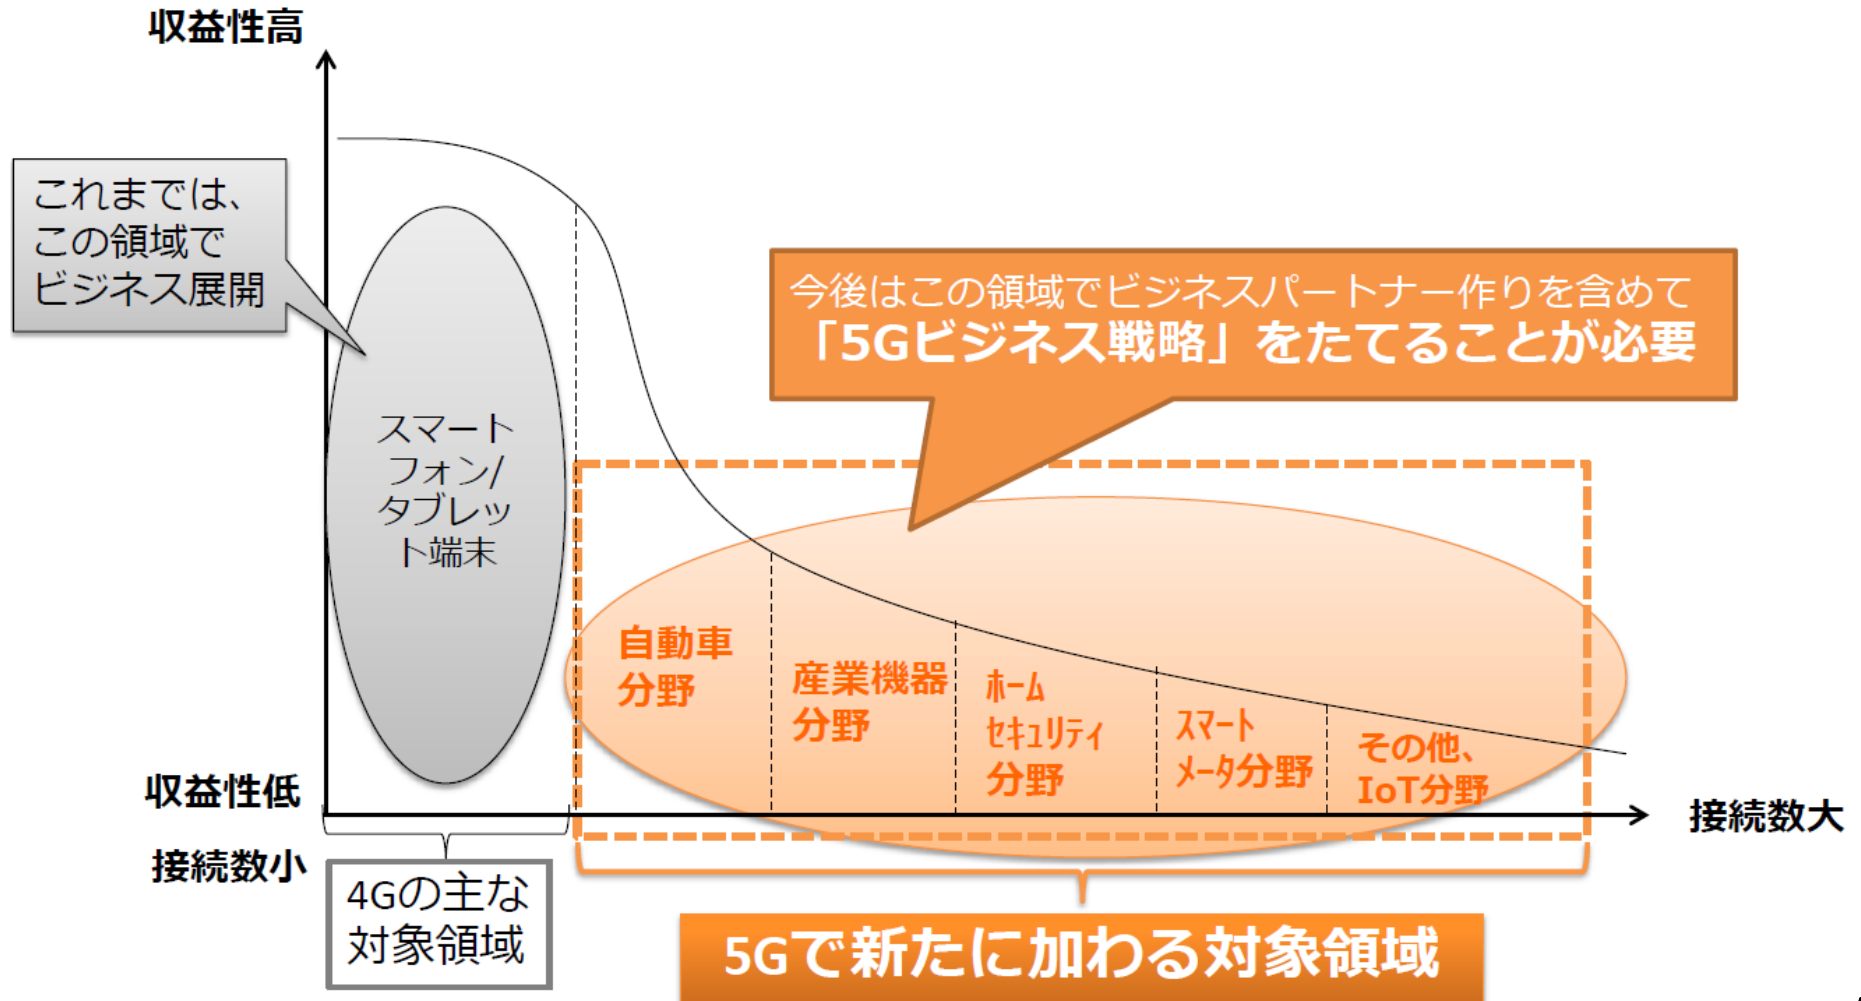 収益性高
これまでは、
この領域で
ビジネス展開
今後はこの領域でビジネスパートナー作りを含めて
「5Gビジネス戦略」をたてることが必要
スマート
フォン/
タブレッ
ト端末
自動車
分野
産業機器
分野
ﾎｰﾑ
ｾｷｭﾘﾃｨ
分野
ｽﾏｰﾄ
ﾒｰﾀ分野
その他、
IoT分野
収益性低
接続数小
接続数大
4Gの主な
対象領域
5Gで新たに加わる対象領域